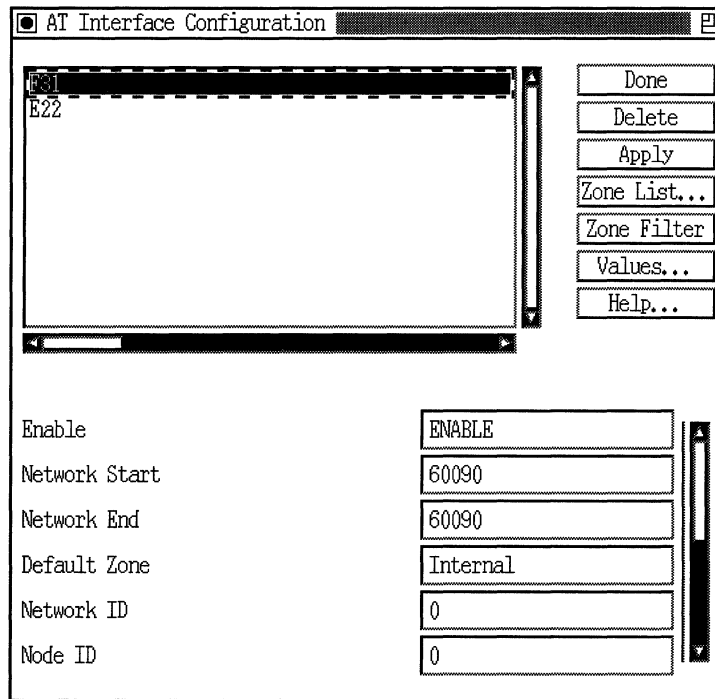 AT Interface Configuration
E22
Done
Delete
Apply
Zone List...
Zone Filter
Values...
Help...
Enable ENABLE
Network Start 60090
Network End 60090
Default Zone Internal
Network ID 0
Node ID 0